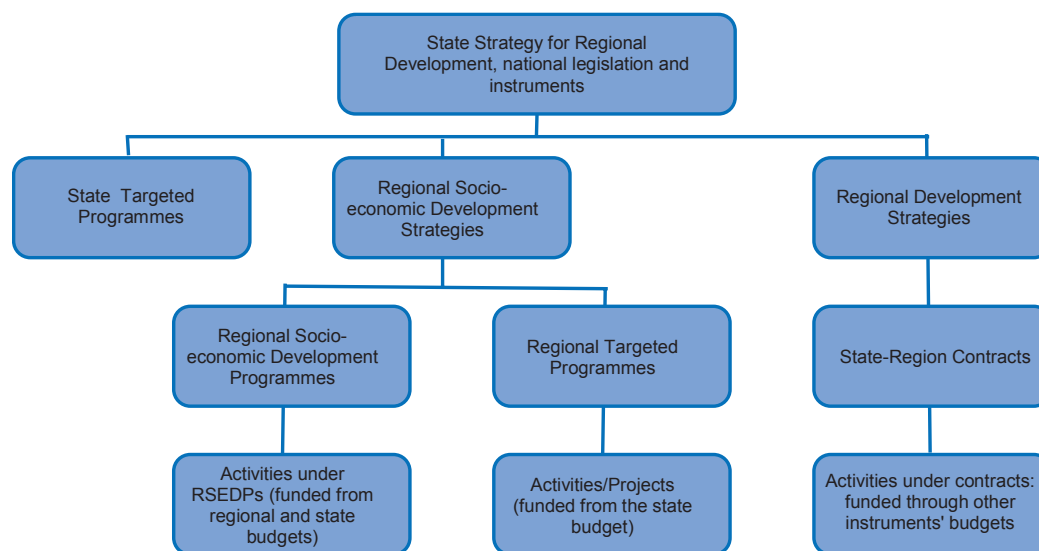 State Strategy for Regional
Development, national legislation and
instruments
State Targeted
Programmes
Regional Socio-
economic Development
Strategies
Regional Development
Strategies
Regional Socio-
economic Development
Programmes
Regional Targeted
Programmes
State-Region Contracts
Activities under
RSEDPs (funded from
regional and state
budgets)
Activities/Projects
(funded from the state
budget)
Activities under contracts:
funded through other
instruments' budgets